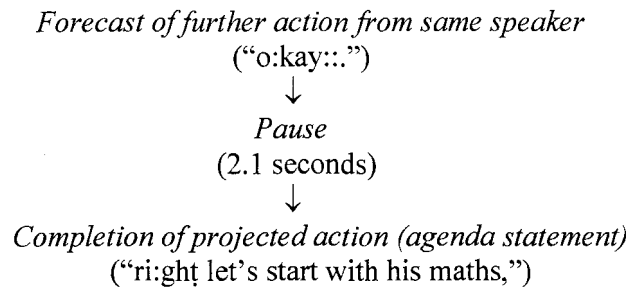 Forecast of further action from same speaker
(“o:kay::.”)
↓
Pause
(2.1 seconds)
↓
Completion of projected action (agenda statement)
(“ri:ghṭ let’s start with his maths,”)